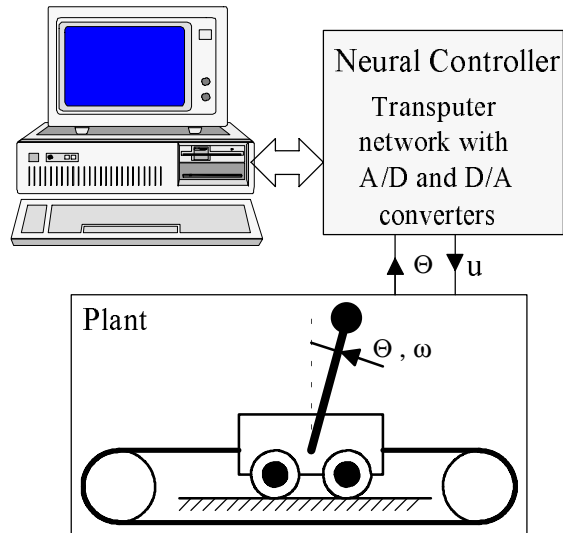 Neural Controller
Transputer
network with
A/D and D/A
converters
Θ u
Plant
Θ , ω